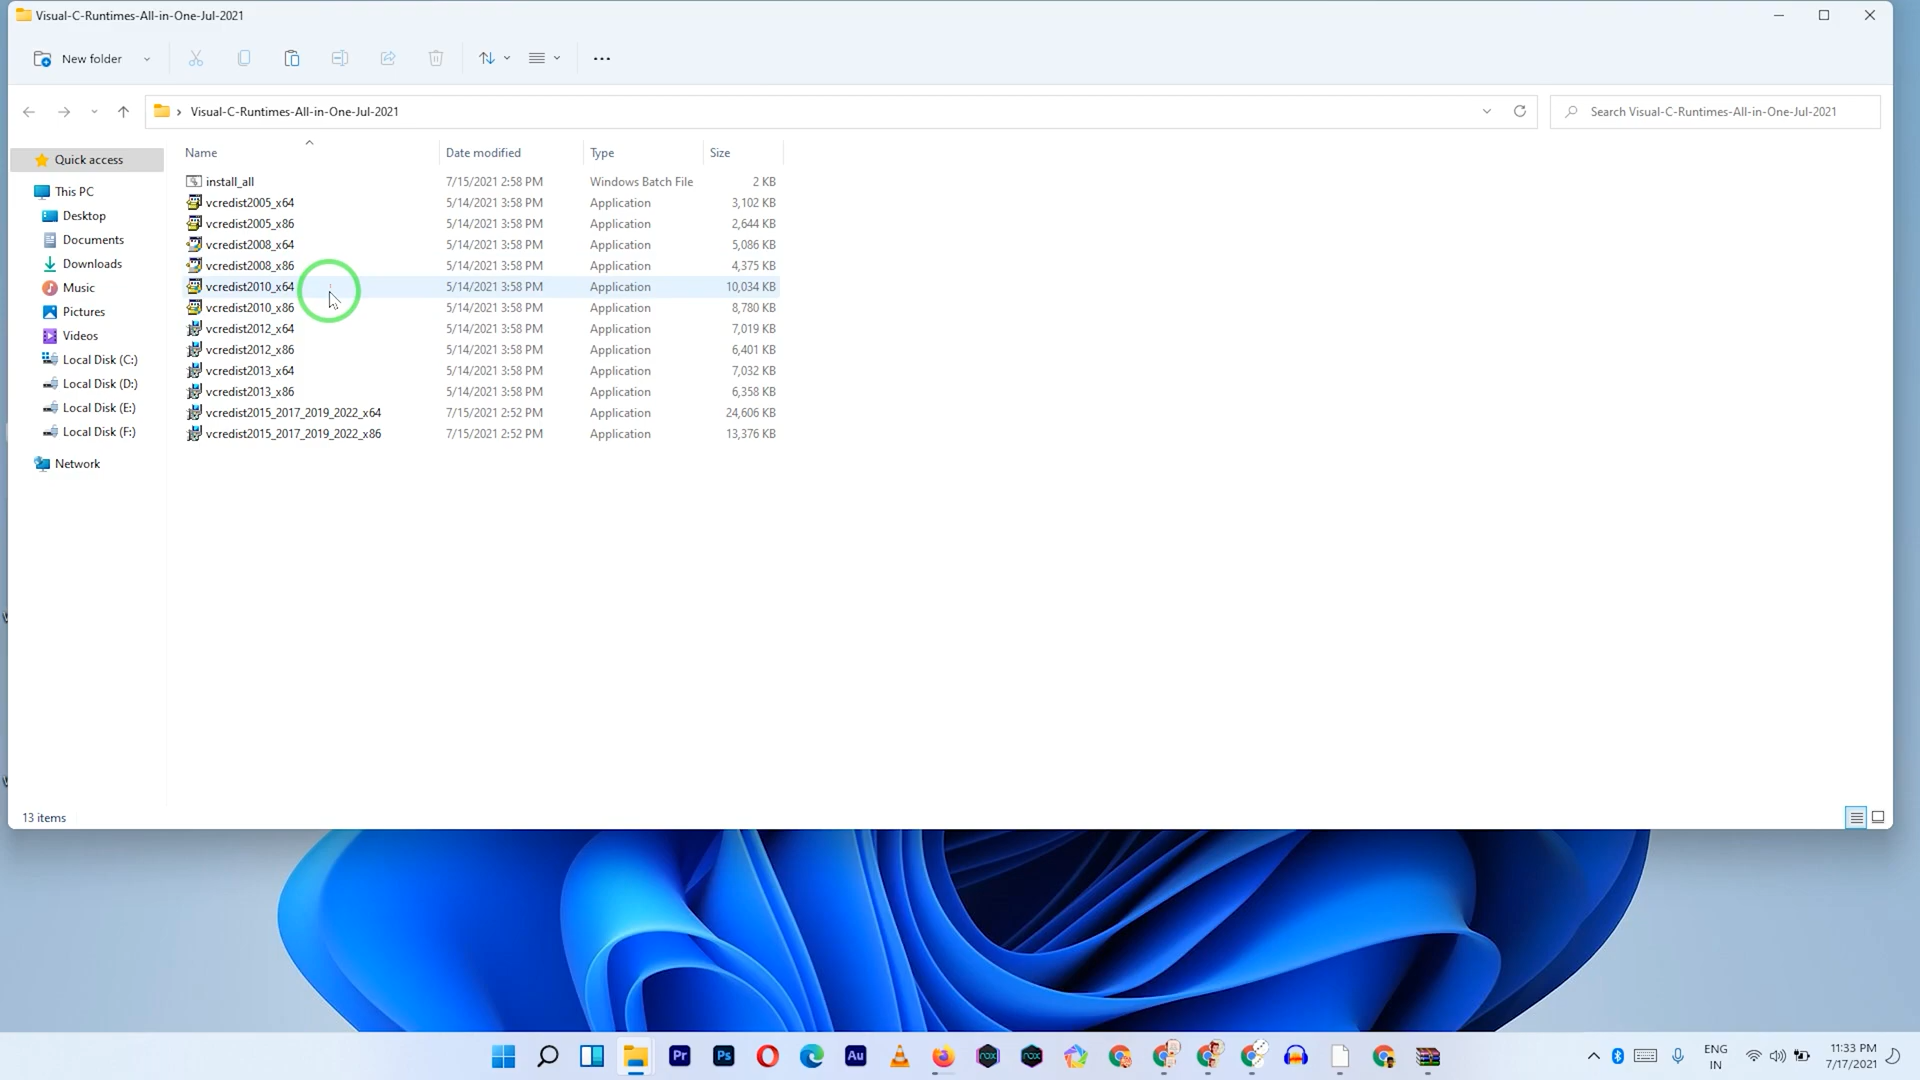 Visual-C-Runtimes-All-in-One-Jul-2021
New folder
Visual-C-Runtimes-All-in-One-Jul-2021
Search Visual-C-Runtimes-All-in-One-Jul-2021
Quick access
This PC
Desktop
Documents
Downloads
Music
Pictures
Videos
Local Disk (C:)
Local Disk (D:)
Local Disk (E:)
Local Disk (F:)
Network
Name Date modified Type Size
install_all 7/15/2021 2:58 PM Windows Batch File 2 KB
vcredist2005_x64 5/14/2021 3:58 PM Application 3,102 KB
vcredist2005_x86 5/14/2021 3:58 PM Application 2,644 KB
vcredist2008_x64 5/14/2021 3:58 PM Application 5,086 KB
vcredist2008_x86 5/14/2021 3:58 PM Application 4,375 KB
vcredist2010_x64 5/14/2021 3:58 PM Application 10,034 KB
vcredist2010_x86 5/14/2021 3:58 PM Application 8,780 KB
vcredist2012_x64 5/14/2021 3:58 PM Application 7,019 KB
vcredist2012_x86 5/14/2021 3:58 PM Application 6,401 KB
vcredist2013_x64 5/14/2021 3:58 PM Application 7,032 KB
vcredist2013_x86 5/14/2021 3:58 PM Application 6,358 KB
vcredist2015_2017_2019_2022_x64 7/15/2021 2:52 PM Application 24,606 KB
vcredist2015_2017_2019_2022_x86 7/15/2021 2:52 PM Application 13,376 KB
13 items
Pr
Ps
Au
nox
nox
ENG
IN
11:33 PM
7/17/2021